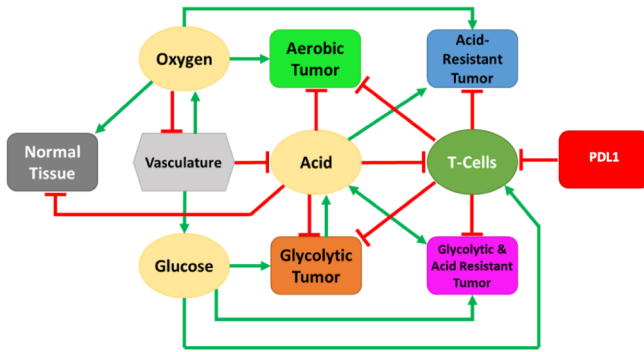 Oxygen
Aerobic
Tumor
Acid-
Resistant
Tumor
Normal
Tissue
Vasculature
Acid
T-Cells
PDL1
Glucose
Glycolytic
Tumor
Glycolytic &
Acid Resistant
Tumor